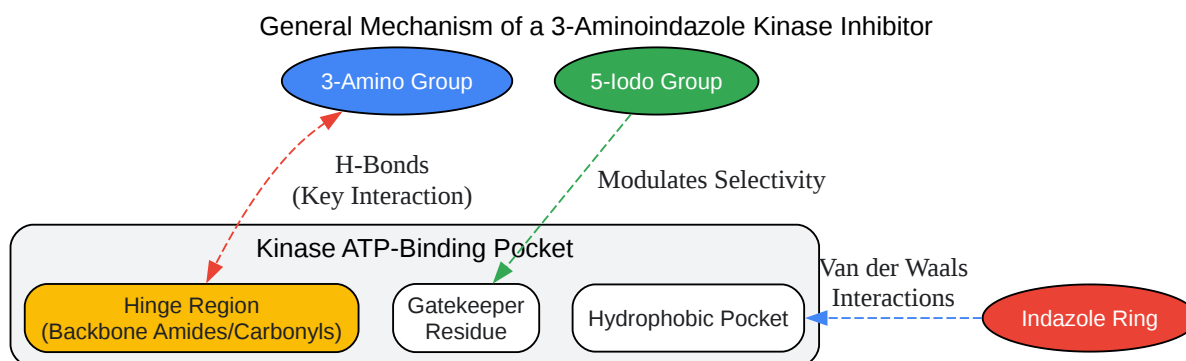 General Mechanism of a 3-Aminoindazole Kinase Inhibitor
3-Amino Group
5-Iodo Group
H-Bonds
(Key Interaction)
Modulates Selectivity
Kinase ATP-Binding Pocket
Van der Waals
Interactions
Hinge Region
(Backbone Amides/Carbonyls)
Gatekeeper
Residue
Hydrophobic Pocket
Indazole Ring